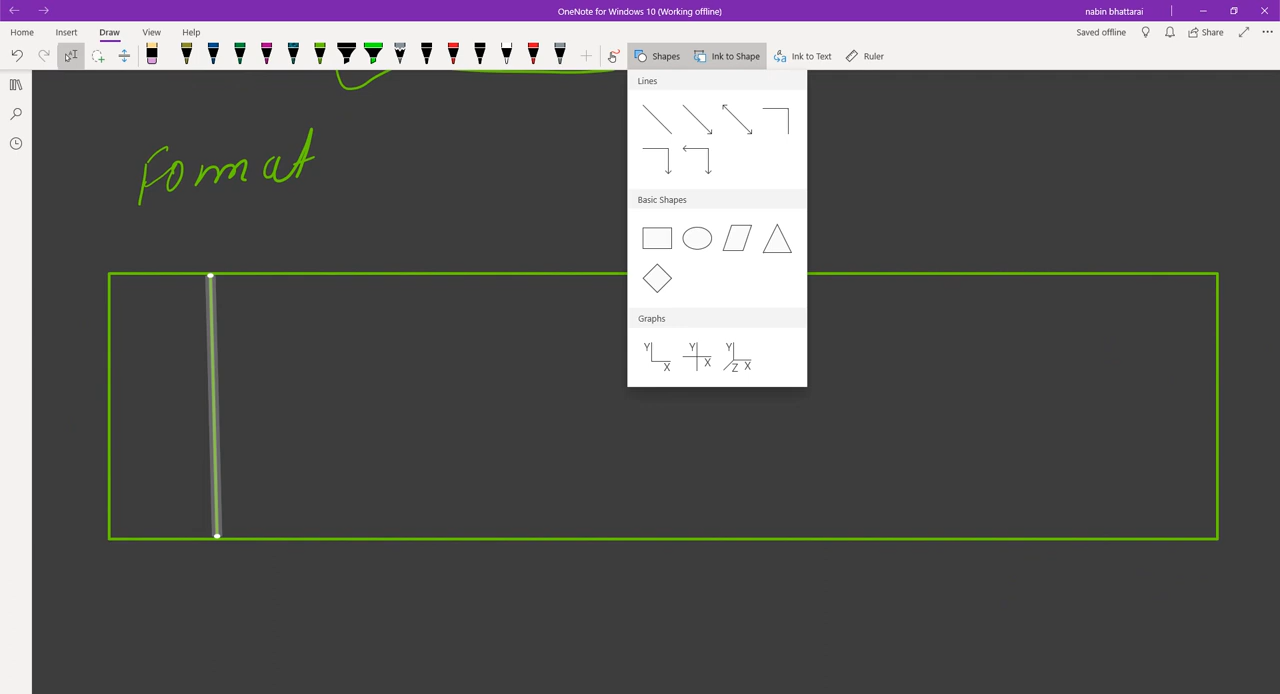 OneNote for Windows 10 (Working offline)
nabin bhattarai
Home
Insert
Draw
View
Help
Saved offline
Share
Shapes
Ink to Shape
Ink to Text
Ruler
Lines
Format
Basic Shapes
Graphs
Y
X
Y
X
Y
Z
X